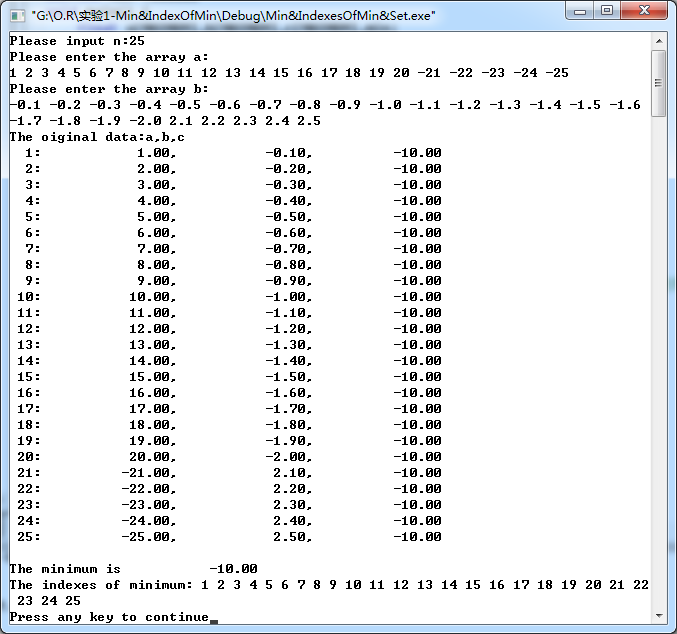 "G:\O.R\实验1-Min&IndexOfMin\Debug\Min&IndexesOfMin&Set.exe"
Please input n:25
Please enter the array a:
1 2 3 4 5 6 7 8 9 10 11 12 13 14 15 16 17 18 19 20 -21 -22 -23 -24 -25
Please enter the array b:
-0.1 -0.2 -0.3 -0.4 -0.5 -0.6 -0.7 -0.8 -0.9 -1.0 -1.1 -1.2 -1.3 -1.4 -1.5 -1.6
-1.7 -1.8 -1.9 -2.0 2.1 2.2 2.3 2.4 2.5
The oiginal data:a,b,c
1: 1.00, -0.10, -10.00
2: 2.00, -0.20, -10.00
3: 3.00, -0.30, -10.00
4: 4.00, -0.40, -10.00
5: 5.00, -0.50, -10.00
6: 6.00, -0.60, -10.00
7: 7.00, -0.70, -10.00
8: 8.00, -0.80, -10.00
9: 9.00, -0.90, -10.00
10: 10.00, -1.00, -10.00
11: 11.00, -1.10, -10.00
12: 12.00, -1.20, -10.00
13: 13.00, -1.30, -10.00
14: 14.00, -1.40, -10.00
15: 15.00, -1.50, -10.00
16: 16.00, -1.60, -10.00
17: 17.00, -1.70, -10.00
18: 18.00, -1.80, -10.00
19: 19.00, -1.90, -10.00
20: 20.00, -2.00, -10.00
21: -21.00, 2.10, -10.00
22: -22.00, 2.20, -10.00
23: -23.00, 2.30, -10.00
24: -24.00, 2.40, -10.00
25: -25.00, 2.50, -10.00
The minimum is -10.00
The indexes of minimum: 1 2 3 4 5 6 7 8 9 10 11 12 13 14 15 16 17 18 19 20 21 22
23 24 25
Press any key to continue